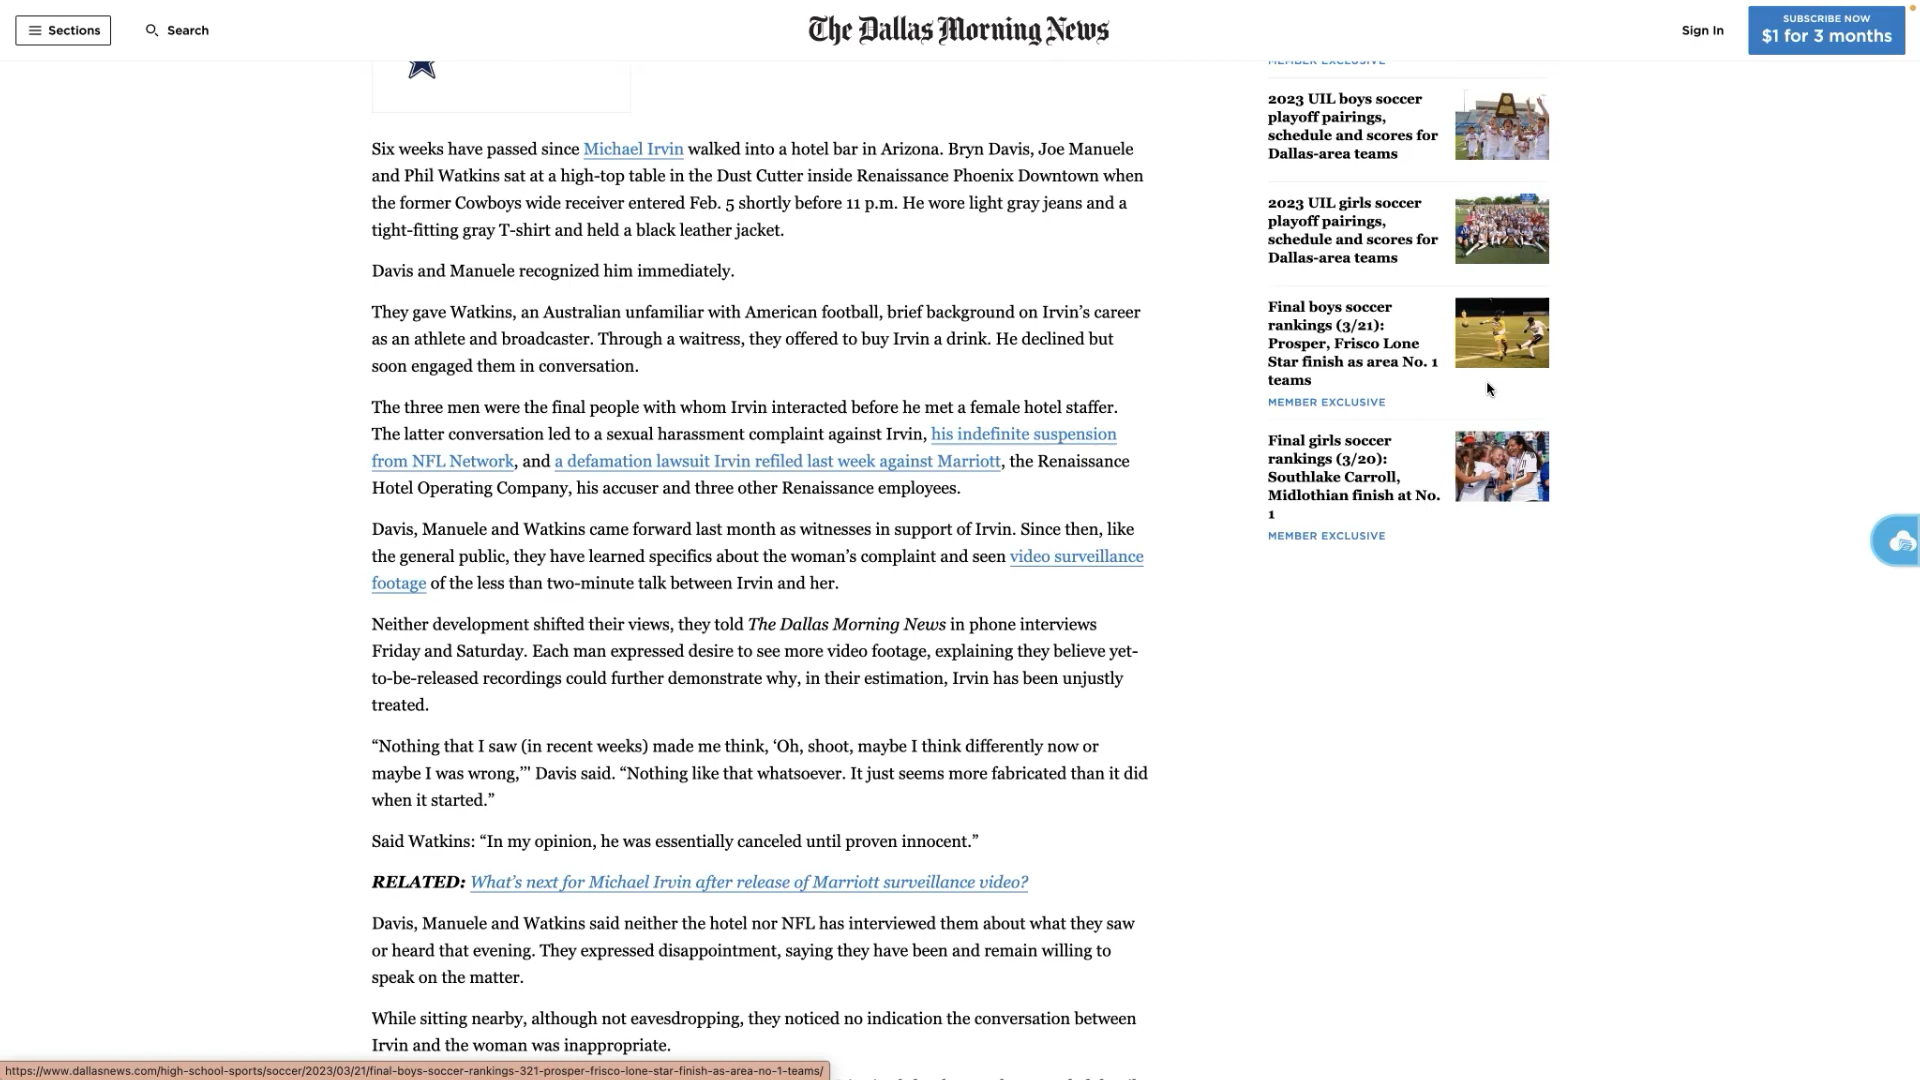 Sections
Search
The Dallas Morning News
Sign In
SUBSCRIBE NOW
$1 for 3 months
Six weeks have passed since Michael Irvin walked into a hotel bar in Arizona. Bryn Davis, Joe Manuele
and Phil Watkins sat at a high-top table in the Dust Cutter inside Renaissance Phoenix Downtown when
the former Cowboys wide receiver entered Feb. 5 shortly before 11 p.m. He wore light gray jeans and a
tight-fitting gray T-shirt and held a black leather jacket.
Davis and Manuele recognized him immediately.
They gave Watkins, an Australian unfamiliar with American football, brief background on Irvin’s career
as an athlete and broadcaster. Through a waitress, they offered to buy Irvin a drink. He declined but
soon engaged them in conversation.
The three men were the final people with whom Irvin interacted before he met a female hotel staffer.
The latter conversation led to a sexual harassment complaint against Irvin, his indefinite suspension
from NFL Network, and a defamation lawsuit Irvin refiled last week against Marriott, the Renaissance
Hotel Operating Company, his accuser and three other Renaissance employees.
Davis, Manuele and Watkins came forward last month as witnesses in support of Irvin. Since then, like
the general public, they have learned specifics about the woman’s complaint and seen video surveillance
footage of the less than two-minute talk between Irvin and her.
Neither development shifted their views, they told The Dallas Morning News in phone interviews
Friday and Saturday. Each man expressed desire to see more video footage, explaining they believe yet-
to-be-released recordings could further demonstrate why, in their estimation, Irvin has been unjustly
treated.
“Nothing that I saw (in recent weeks) made me think, ‘Oh, shoot, maybe I think differently now or
maybe I was wrong,’” Davis said. “Nothing like that whatsoever. It just seems more fabricated than it did
when it started.”
Said Watkins: “In my opinion, he was essentially canceled until proven innocent.”
RELATED: What’s next for Michael Irvin after release of Marriott surveillance video?
Davis, Manuele and Watkins said neither the hotel nor NFL has interviewed them about what they saw
or heard that evening. They expressed disappointment, saying they have been and remain willing to
speak on the matter.
While sitting nearby, although not eavesdropping, they noticed no indication the conversation between
Irvin and the woman was inappropriate.
MEMBER EXCLUSIVE
2023 UIL boys soccer
playoff pairings,
schedule and scores for
Dallas-area teams
2023 UIL girls soccer
playoff pairings,
schedule and scores for
Dallas-area teams
Final boys soccer
rankings (3/21):
Prosper, Frisco Lone
Star finish as area No. 1
teams
MEMBER EXCLUSIVE
Final girls soccer
rankings (3/20):
Southlake Carroll,
Midlothian finish at No.
1
MEMBER EXCLUSIVE
https://www.dallasnews.com/high-school-sports/soccer/2023/03/21/final-boys-soccer-rankings-321-prosper-frisco-lone-star-finish-as-area-no-1-teams/